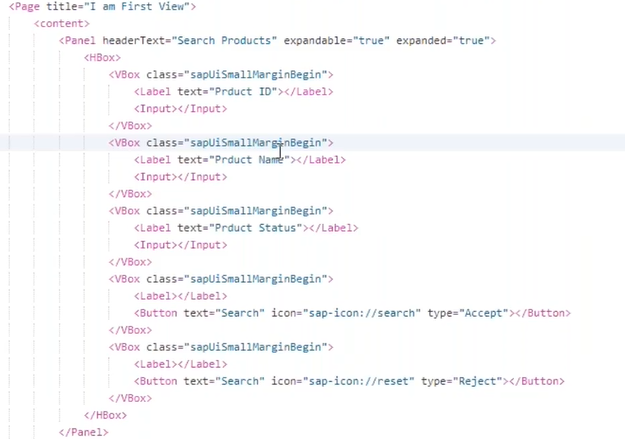 <Page title="I am First View">
<content>
<Panel headerText="Search Products" expandable="true" expanded="true">
<HBox>
<VBox class="sapUiSmallMarginBegin">
<Label text="Prduct ID"></Label>
<Input></Input>
</VBox>
<VBox class="sapUiSmallMarginBegin">
<Label text="Prduct Name"></Label>
<Input></Input>
</VBox>
<VBox class="sapUiSmallMarginBegin">
<Label text="Prduct Status"></Label>
<Input></Input>
</VBox>
<VBox class="sapUiSmallMarginBegin">
<Label></Label>
<Button text="Search" icon="sap-icon://search" type="Accept"></Button>
</VBox>
<VBox class="sapUiSmallMarginBegin">
<Label></Label>
<Button text="Search" icon="sap-icon://reset" type="Reject"></Button>
</VBox>
</HBox>
</Panel>